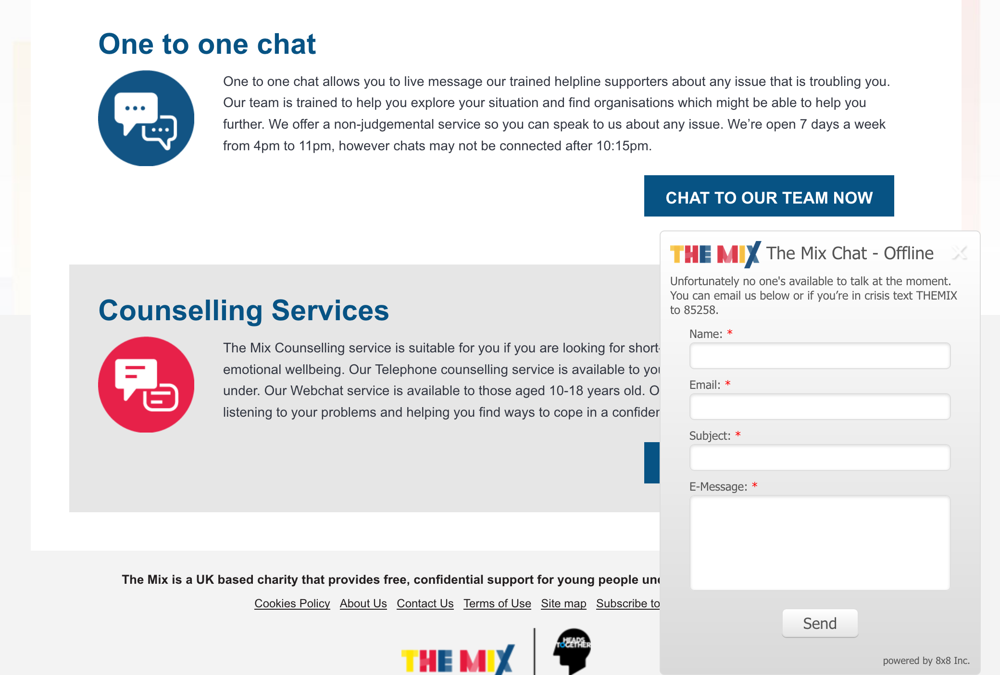 One to one chat
One to one chat allows you to live message our trained helpline supporters about any issue that is troubling you.
Our team is trained to help you explore your situation and find organisations which might be able to help you
further. We offer a non-judgemental service so you can speak to us about any issue. We’re open 7 days a week
from 4pm to 11pm, however chats may not be connected after 10:15pm.
CHAT TO OUR TEAM NOW
Counselling Services
The Mix Counselling service is suitable for you if you are looking for short-
emotional wellbeing. Our Telephone counselling service is available to you
under. Our Webchat service is available to those aged 10-18 years old. O
listening to your problems and helping you find ways to cope in a confiden
THE MIX The Mix Chat - Offline
Unfortunately no one's available to talk at the moment.
You can email us below or if you’re in crisis text THEMIX
to 85258.
Name: *
Email: *
Subject: *
E-Message: *
Send
powered by 8x8 Inc.
The Mix is a UK based charity that provides free, confidential support for young people und
Cookies Policy About Us Contact Us Terms of Use Site map Subscribe to
THE MIX
HEADS
TOGETHER